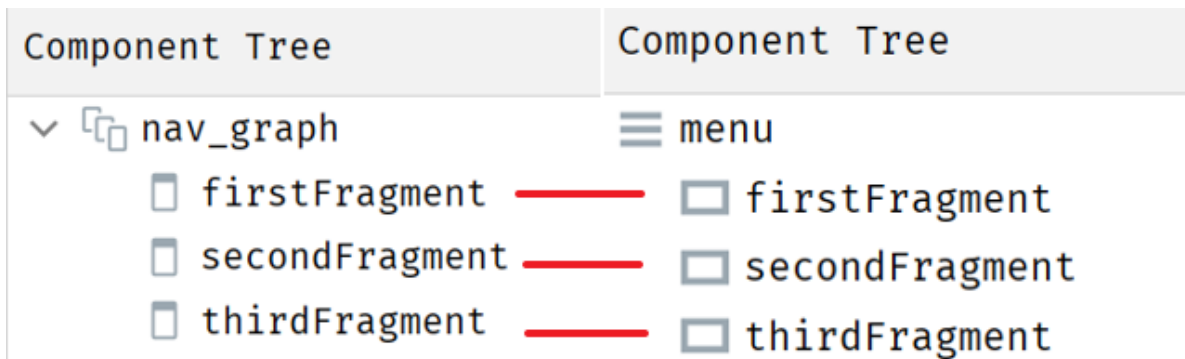 Component Tree
nav_graph
firstFragment
secondFragment
thirdFragment
Component Tree
menu
firstFragment
secondFragment
thirdFragment